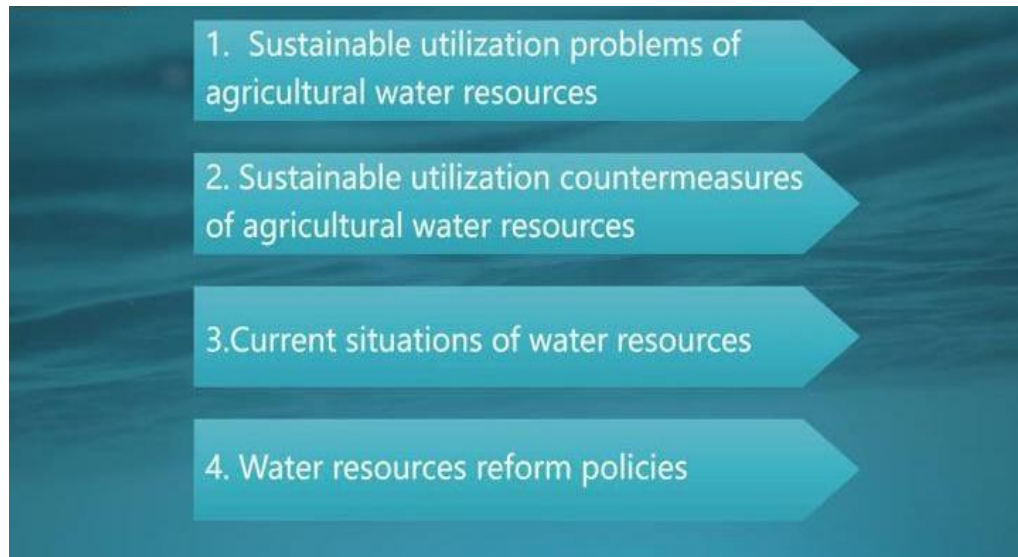 1.  Sustainable utilization problems of
agricultural water resources
2. Sustainable utilization countermeasures
of agricultural water resources
3.Current situations of water resources
4. Water resources reform policies